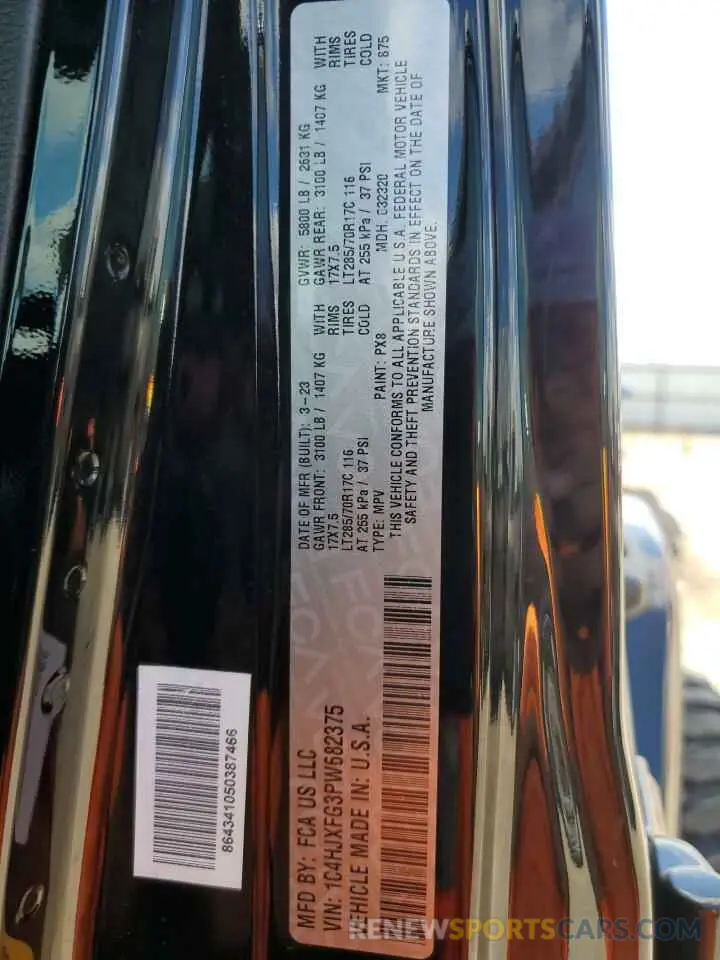 MFD BY: FCA US LLC
VIN: 1C4HJXFG3PW682375
VEHICLE MADE IN: U.S.A.
DATE OF MFR (BUILT): 3-23
GVWR: 5800 LB / 2631 KG
GAWR FRONT: 3100 LB / 1407 KG WITH
GAWR REAR: 3100 LB / 1407 KG WITH
17X7.5 RIMS
17X7.5 RIMS
LT285/70R17C 116 TIRES
LT285/70R17C 116 TIRES
AT 255 kPa / 37 PSI COLD
AT 255 kPa / 37 PSI COLD
TYPE: MPV PAINT: PX8 MDH: 032320 MKT: 875
THIS VEHICLE CONFORMS TO ALL APPLICABLE U.S.A. FEDERAL MOTOR VEHICLE
SAFETY AND THEFT PREVENTION STANDARDS IN EFFECT ON THE DATE OF
MANUFACTURE SHOWN ABOVE.
864341050387466
RENEWSPORTSCARS.COM